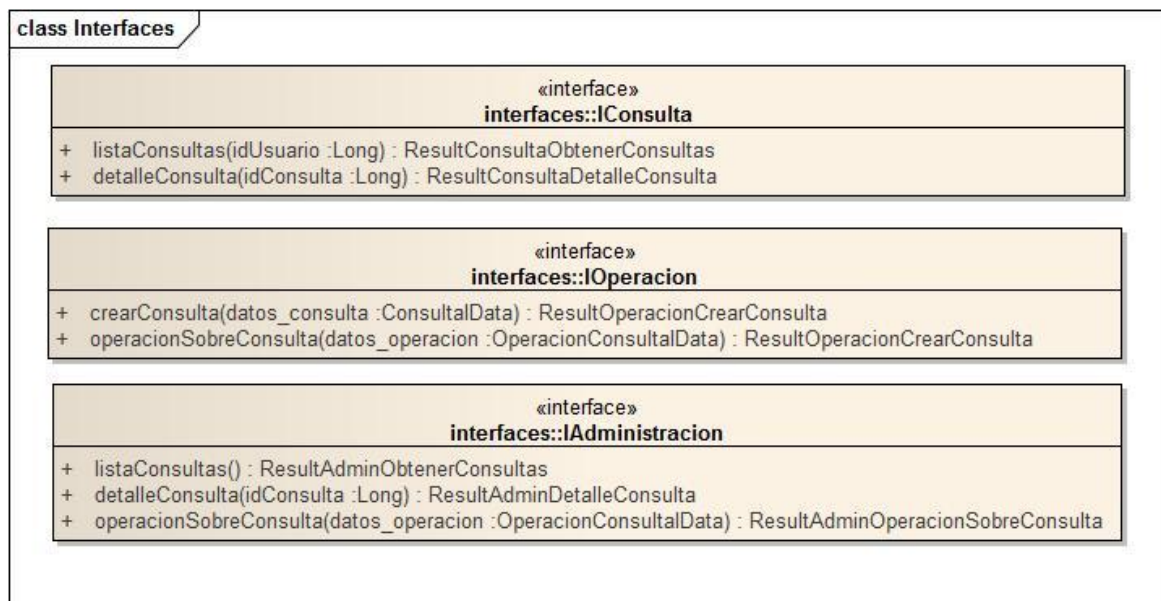 class Interfaces
«interface»
interfaces::IConsulta
+ listaConsultas(idUsuario :Long) : ResultConsultaObtenerConsultas
+ detalleConsulta(idConsulta :Long) : ResultConsultaDetalleConsulta
«interface»
interfaces::IOperacion
+ crearConsulta(datos_consulta :ConsultaIData) : ResultOperacionCrearConsulta
+ operacionSobreConsulta(datos_operacion :OperacionConsultaIData) : ResultOperacionCrearConsulta
«interface»
interfaces::IAdministracion
+ listaConsultas() : ResultAdminObtenerConsultas
+ detalleConsulta(idConsulta :Long) : ResultAdminDetalleConsulta
+ operacionSobreConsulta(datos_operacion :OperacionConsultaIData) : ResultAdminOperacionSobreConsulta